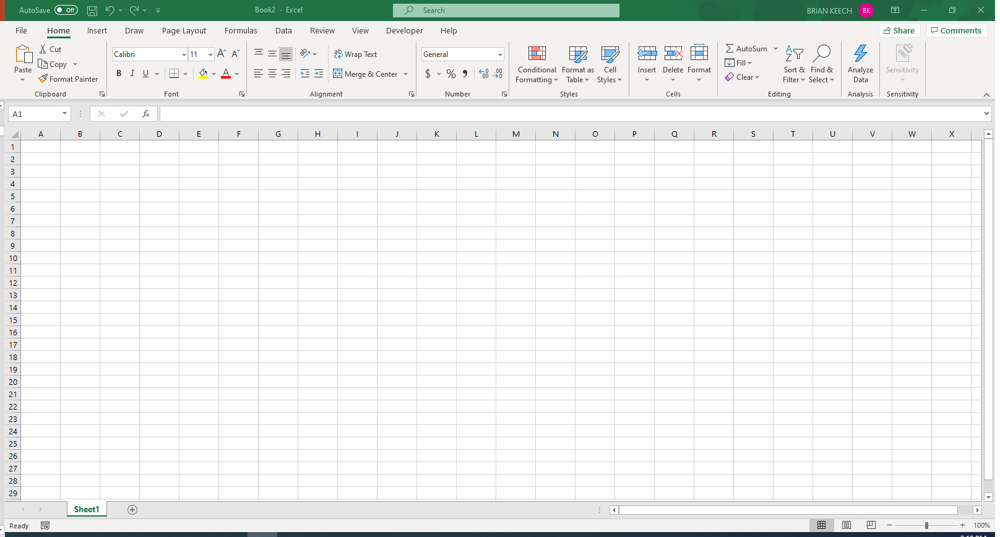 AutoSave Off Book2 - Excel Search BRIAN KEECH BK
File Home Insert Draw Page Layout Formulas Data Review View Developer Help Share Comments
Paste
Cut
Copy
Format Painter
Clipboard
Calibri 11
B I U A
Font
ab Wrap Text
Merge & Center
Alignment
General
$ % 9 .00 .00
Number
Conditional Formatting
Format as Table
Cell Styles
Styles
Insert
Delete
Format
Cells
AutoSum
Fill
Clear
Sort & Filter
Find & Select
Editing
Analyze Data
Analysis
Sensitivity
Sensitivity
A1 fx
A B C D E F G H I J K L M N O P Q R S T U V W X
1
2
3
4
5
6
7
8
9
10
11
12
13
14
15
16
17
18
19
20
21
22
23
24
25
26
27
28
29
Sheet1
Ready 100%